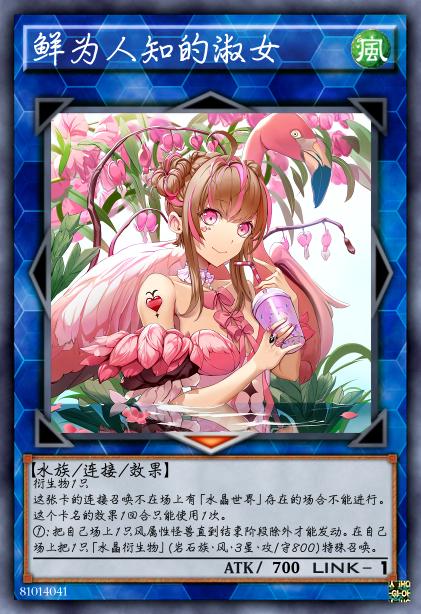 鲜为人知的淑女
風
【水族/连接/效果】
衍生物1只
这张卡的连接召唤不在场上有「水晶世界」存在的场合不能进行。
这个卡名的效果1回合只能使用1次。
①:把自己场上1只风属性怪兽直到结束阶段除外才能发动。在自己
场上把1只「水晶衍生物」(岩石族·风·3星·攻/守800)特殊召唤。
ATK/ 700 LINK-1
81014041